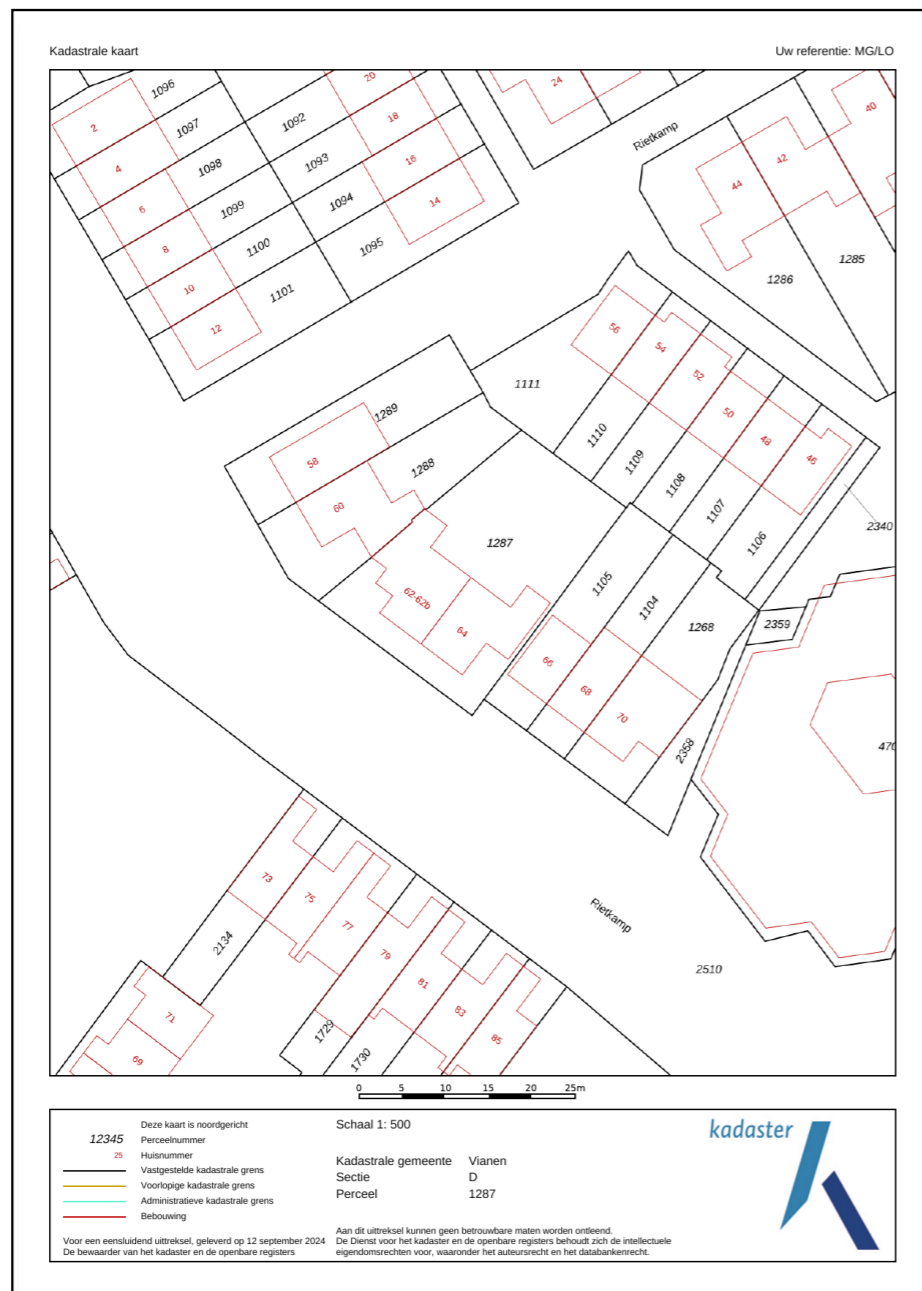 Kadastrale kaart
Uw referentie: MG/LO
1096
20
24
40
2
1097
1092
18
Rietkamp
4
1098
1093
16
42
6
1099
1094
14
44
8
1100
1095
1285
10
1101
1286
12
56
54
1111
52
1289
50
1110
48
58
1288
1109
46
60
1108
1107
2340
1287
1106
1105
62-62b
1104
64
1268
2359
66
68
70
2358
73
75
77
2134
79
Rietkamp
81
2510
83
71
1729
85
69
1730
0 5 10 15 20 25m
Deze kaart is noordgericht
12345 Perceelnummer
25 Huisnummer
Vastgestelde kadastrale grens
Voorlopige kadastrale grens
Administratieve kadastrale grens
Bebouwing
Voor een eensluidend uittreksel, geleverd op 12 september 2024
De bewaarder van het kadaster en de openbare registers
Schaal 1: 500
Kadastrale gemeente Vianen
Sectie D
Perceel 1287
Aan dit uittreksel kunnen geen betrouwbare maten worden ontleend.
De Dienst voor het kadaster en de openbare registers behoudt zich de intellectuele
eigendomsrechten voor, waaronder het auteursrecht en het databankenrecht.
kadaster